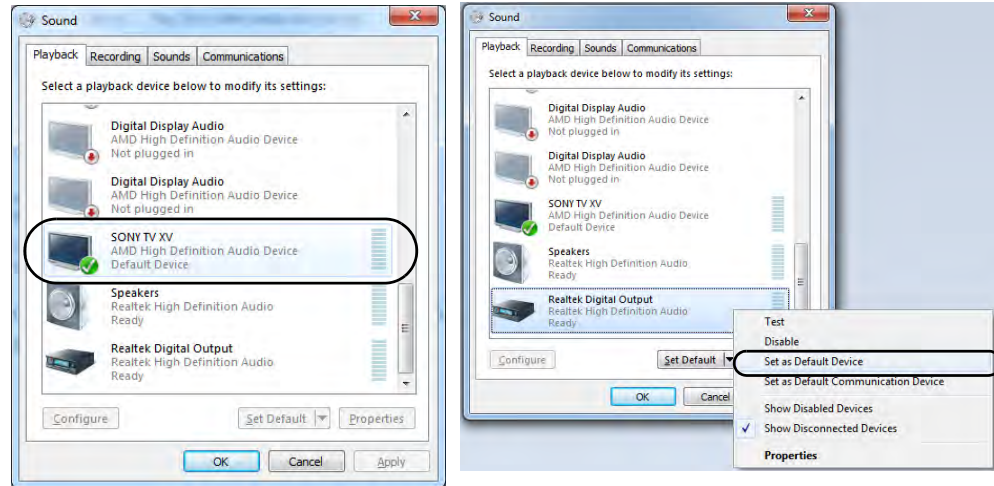 Sound
Playback Recording Sounds Communications
Select a playback device below to modify its settings:
Digital Display Audio
AMD High Definition Audio Device
Not plugged in
Digital Display Audio
AMD High Definition Audio Device
Not plugged in
SONY TV XV
AMD High Definition Audio Device
Default Device
Speakers
Realtek High Definition Audio
Ready
Realtek Digital Output
Realtek High Definition Audio
Ready
Configure Set Default Properties
OK Cancel Apply
Sound
Playback Recording Sounds Communications
Select a playback device below to modify its settings:
Digital Display Audio
AMD High Definition Audio Device
Not plugged in
Digital Display Audio
AMD High Definition Audio Device
Not plugged in
SONY TV XV
AMD High Definition Audio Device
Default Device
Speakers
Realtek High Definition Audio
Ready
Realtek Digital Output
Realtek High Definition Audio
Ready
Configure Set Default
OK Cancel
Test
Disable
Set as Default Device
Set as Default Communication Device
Show Disabled Devices
Show Disconnected Devices
Properties